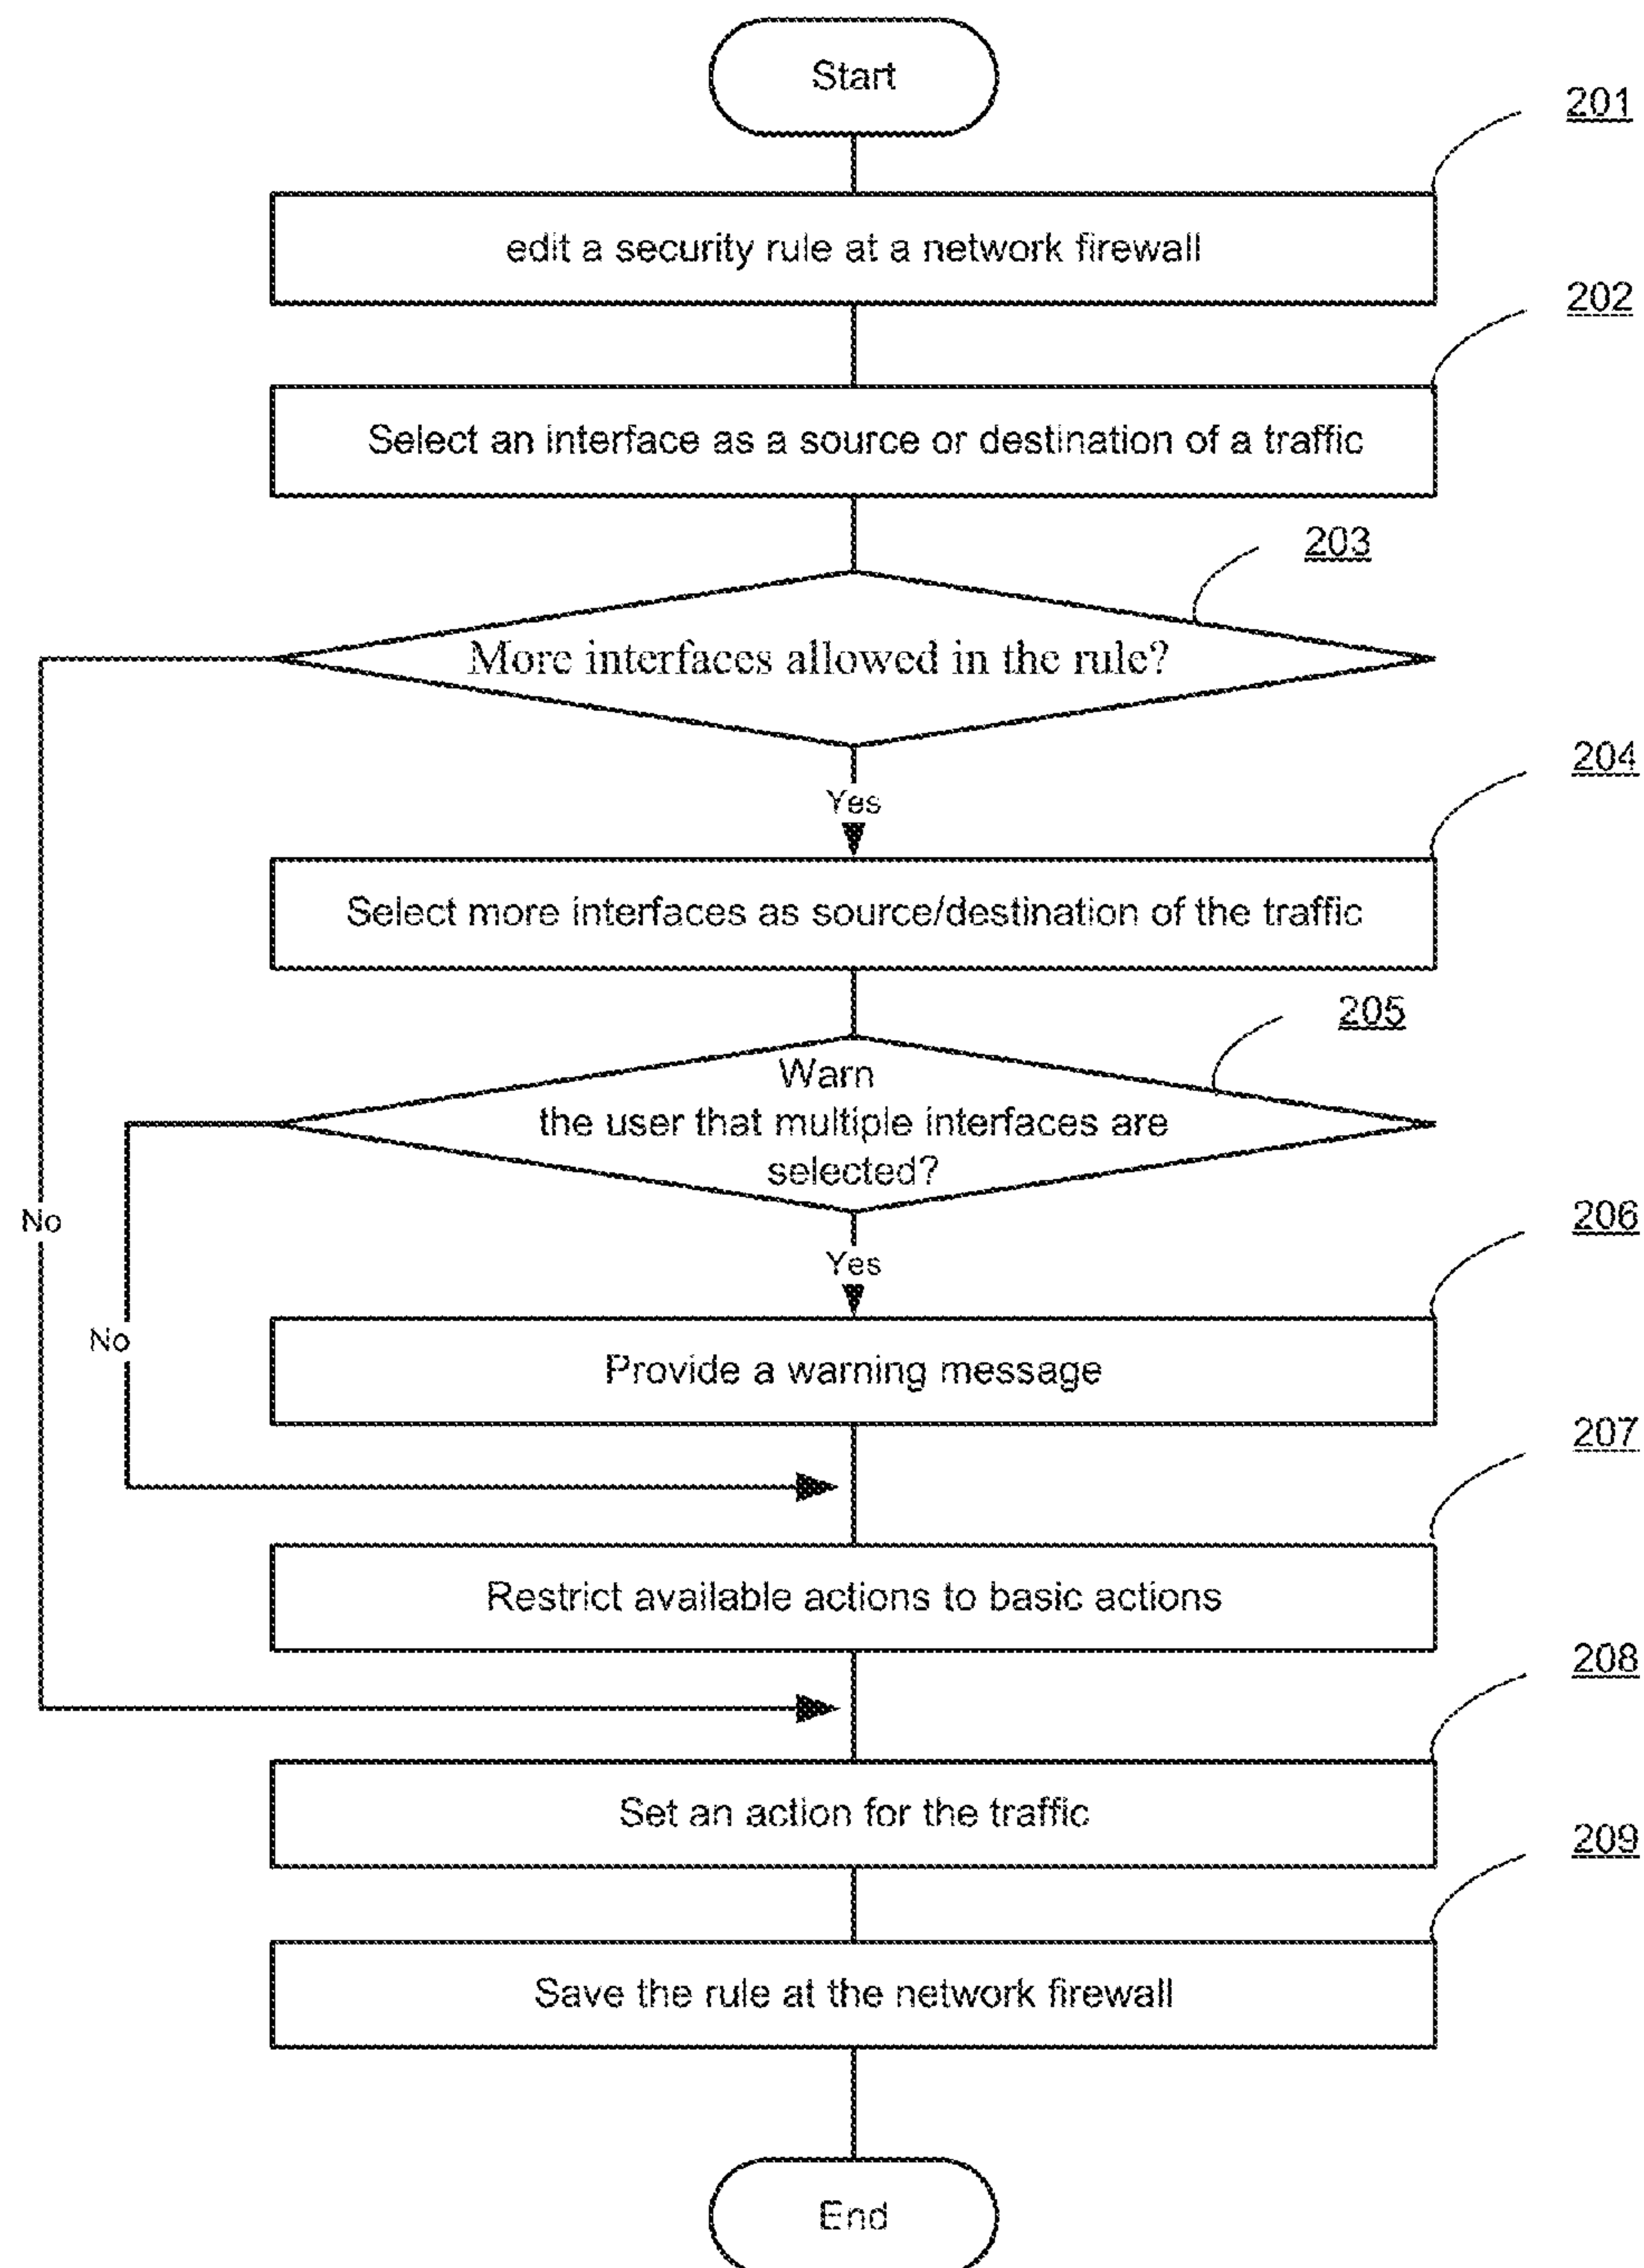 Start
201
edit a security rule at a network firewall
202
Select an interface as a source or destination of a traffic
203
More interfaces allowed in the rule?
204
Yes
Select more interfaces as source/destination of the traffic
205
Warn
the user that multiple interfaces are
selected?
No
206
Yes
No
Provide a warning message
207
Restrict available actions to basic actions
208
Set an action for the traffic
209
Save the rule at the network firewall
End